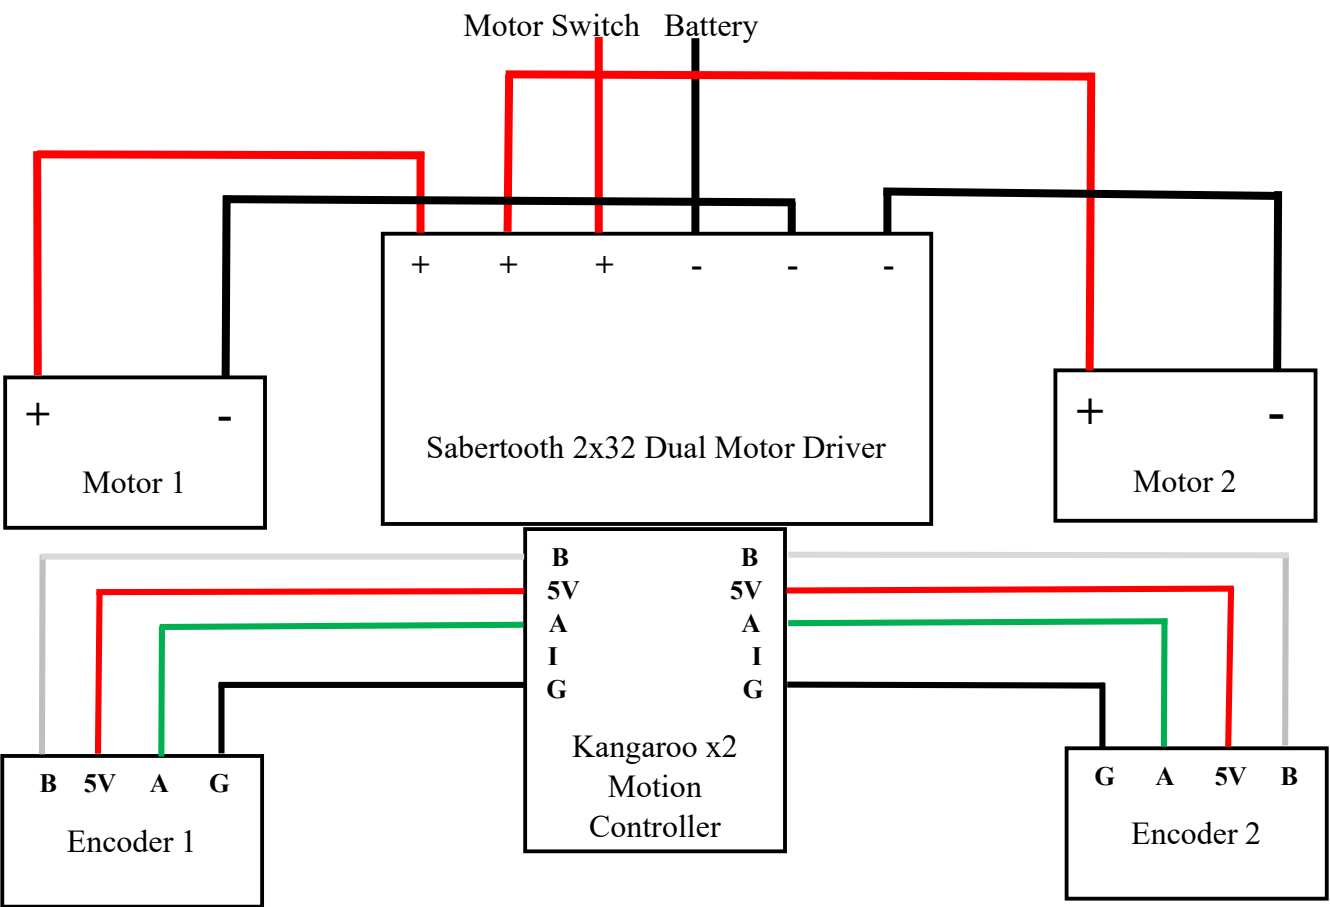 Motor Switch Battery
+ + + - - -
+ -
Motor 1
Sabertooth 2x32 Dual Motor Driver
+ -
Motor 2
B B
5V 5V
A A
I I
G G
Kangaroo x2
Motion
Controller
B 5V A G
Encoder 1
G A 5V B
Encoder 2